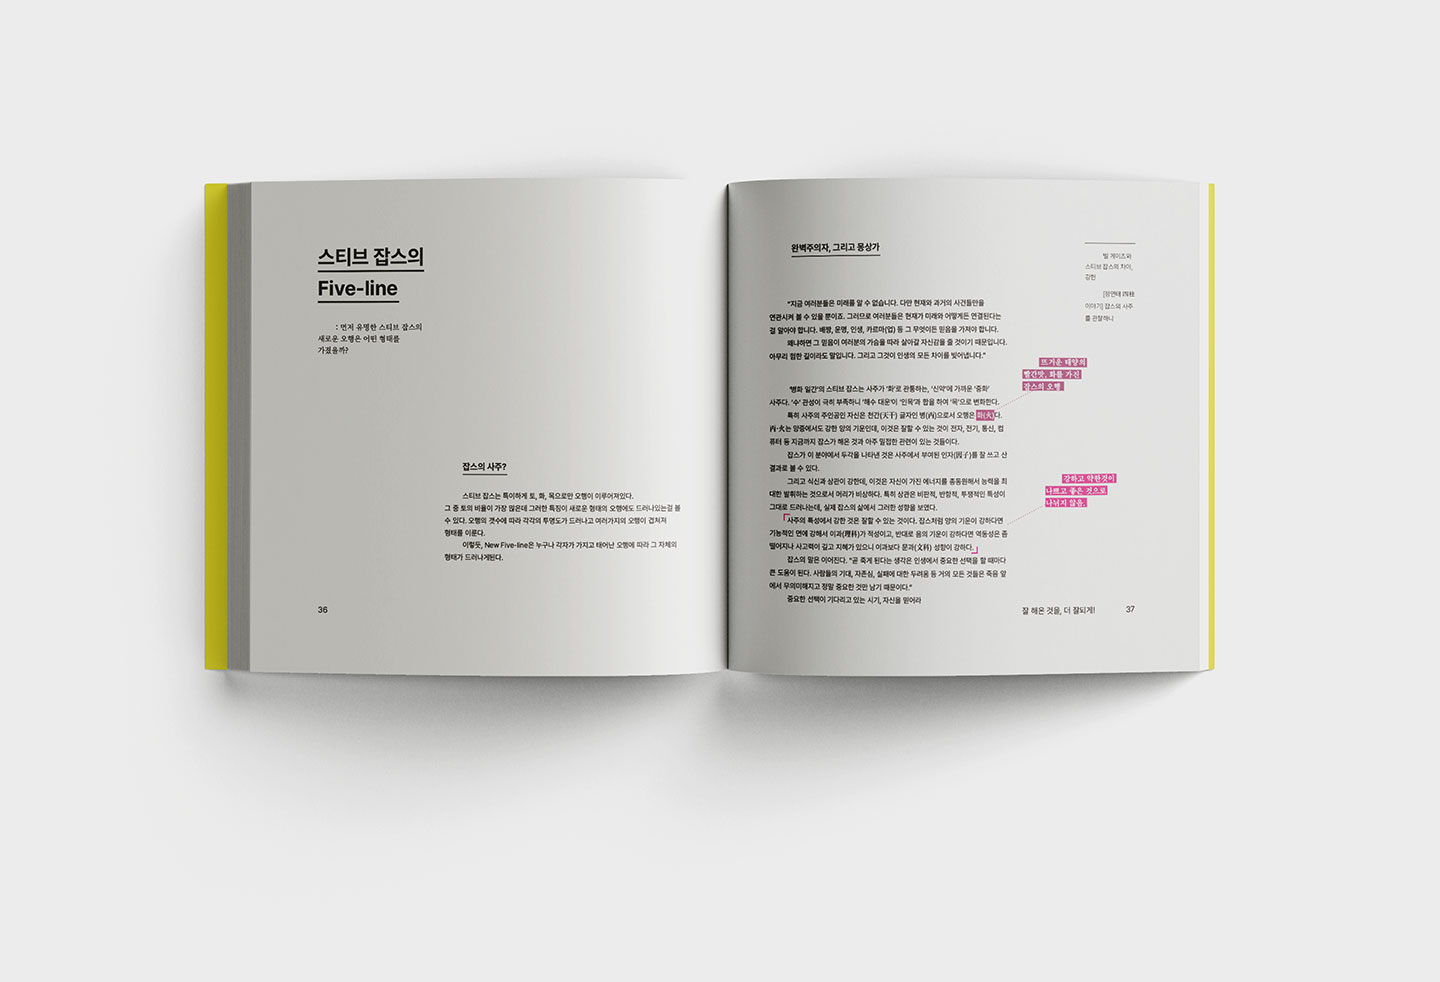 스티브 잡스의
Five-line
: 먼저 유명한 스티브 잡스의
새로운 오행은 어떤 형태를
가졌을까?
잡스의 사주?
스티브 잡스는 특이하게 토, 화, 목으로만 오행이 이루어져있다.
그 중 토의 비율이 가장 많은데 그러한 특징이 새로운 형태의 오행에도 드러나있는걸 볼
수 있다. 오행의 갯수에 따라 각각의 투명도가 드러나고 여러가지의 오행이 겹쳐져
형태를 이룬다.
이렇듯, New Five-line은 누구나 각자가 가지고 태어난 오행에 따라 그 자체의
형태가 드러나게된다.
36
완벽주의자, 그리고 몽상가
"지금 여러분들은 미래를 알 수 없습니다. 다만 현재와 과거의 사건들만을
연관시켜 볼 수 있을 뿐이죠. 그러므로 여러분들은 현재가 미래와 어떻게든 연결된다는
걸 알아야 합니다. 배짱, 운명, 인생, 카르마(업) 등 그 무엇이든 믿음을 가져야 합니다.
왜냐하면 그 믿음이 여러분의 가슴을 따라 살아갈 자신감을 줄 것이기 때문입니다.
아무리 험한 길이라도 말입니다. 그리고 그것이 인생의 모든 차이를 빚어냅니다."
'병화 일간'의 스티브 잡스는 사주가 '화'로 관통하는, '신약'에 가까운 '중화'
사주다. '수' 관성이 극히 부족하니 '해수 대운'이 '인목'과 합을 하여 '목'으로 변화한다.
특히 사주의 주인공인 자신은 천간(天干) 글자인 병(丙)으로서 오행은 화(火)다.
丙·火는 양중에서도 강한 양의 기운인데, 이것은 잘할 수 있는 것이 전자, 전기, 통신, 컴
퓨터 등 지금까지 잡스가 해온 것과 아주 밀접한 관련이 있는 것들이다.
잡스가 이 분야에서 두각을 나타낸 것은 사주에서 부여된 인자(因子)를 잘 쓰고 산
결과로 볼 수 있다.
그리고 식신과 상관이 강한데, 이것은 자신이 가진 에너지를 총동원해서 능력을 최
대한 발휘하는 것으로서 머리가 비상하다. 특히 상관은 비판적, 반항적, 투쟁적인 특성이
그대로 드러나는데, 실제 잡스의 삶에서 그러한 성향을 보였다.
「사주의 특성에서 강한 것은 잘할 수 있는 것이다. 잡스처럼 양의 기운이 강하다면
기능적인 면에 강해서 이과(理科)가 적성이고, 반대로 음의 기운이 강하다면 역동성은 좀
떨어지나 사고력이 깊고 지혜가 있으니 이과보다 문과(文科) 성향이 강하다.」
잡스의 말은 이어진다. "곧 죽게 된다는 생각은 인생에서 중요한 선택을 할 때마다
큰 도움이 된다. 사람들의 기대, 자존심, 실패에 대한 두려움 등 거의 모든 것들은 죽음 앞
에서 무의미해지고 정말 중요한 것만 남기 때문이다."
중요한 선택이 기다리고 있는 시기, 자신을 믿어라
빌 게이츠와
스티브 잡스의 차이,
강헌
이야기] 잡스의 사주
를 관찰하니
뜨거운 태양의
빨간맛. 화를 가진
잡스의 오행
강하고 약한것이
나쁘고 좋은 것으로
나뉘지 않음.
잘 해온 것을, 더 잘되게!
37